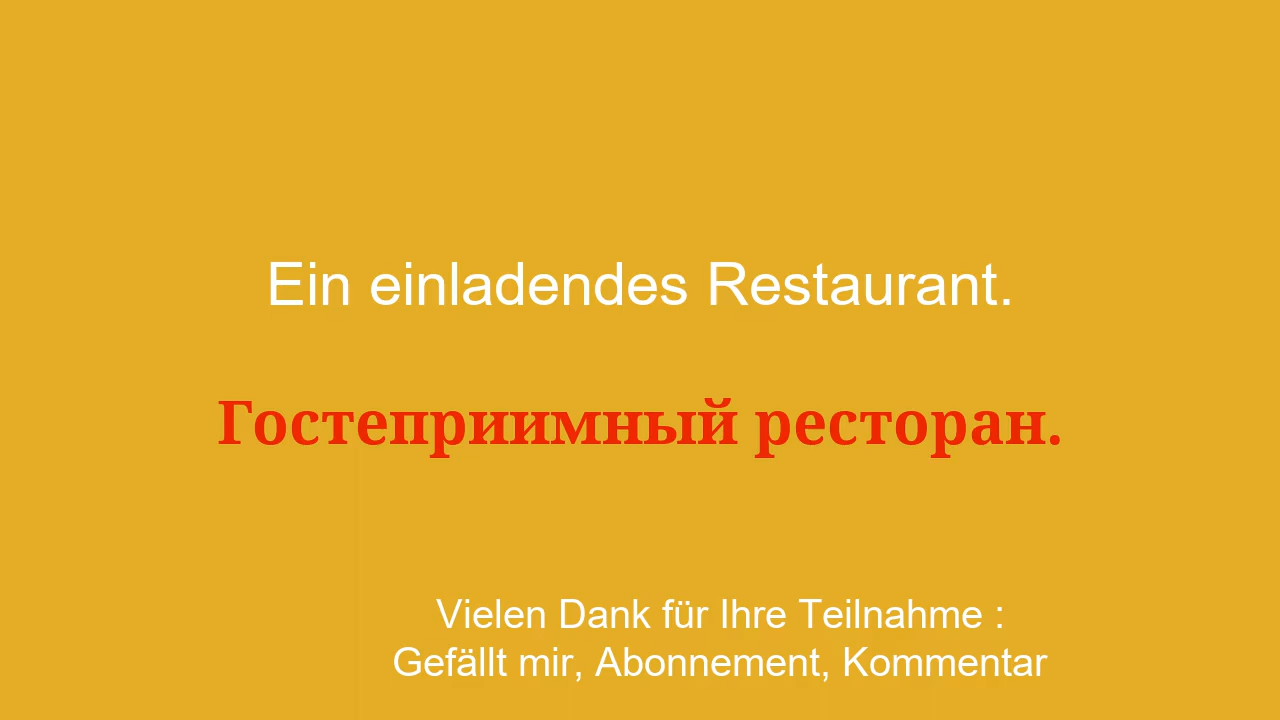 Ein einladendes Restaurant.
Гостеприимный ресторан.
Vielen Dank für Ihre Teilnahme :
Gefällt mir, Abonnement, Kommentar